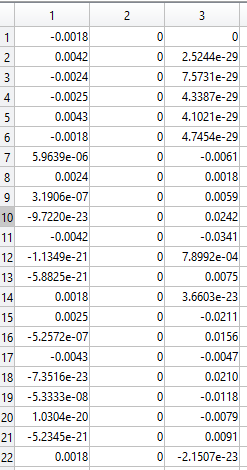 1 2 3
1 -0.0018 0 0
2 0.0042 0 2.5244e-29
3 -0.0024 0 7.5731e-29
4 -0.0025 0 4.3387e-29
5 0.0043 0 4.1021e-29
6 -0.0018 0 4.7454e-29
7 5.9639e-06 0 -0.0061
8 0.0024 0 0.0018
9 3.1906e-07 0 0.0059
10 -9.7220e-23 0 0.0242
11 -0.0042 0 -0.0341
12 -1.1349e-21 0 7.8992e-04
13 -5.8825e-21 0 0.0075
14 0.0018 0 3.6603e-23
15 0.0025 0 -0.0211
16 -5.2572e-07 0 0.0156
17 -0.0043 0 -0.0047
18 -7.3516e-23 0 0.0210
19 -5.3333e-08 0 -0.0118
20 1.0304e-20 0 -0.0079
21 -5.2345e-21 0 0.0091
22 0.0018 0 -2.1507e-23